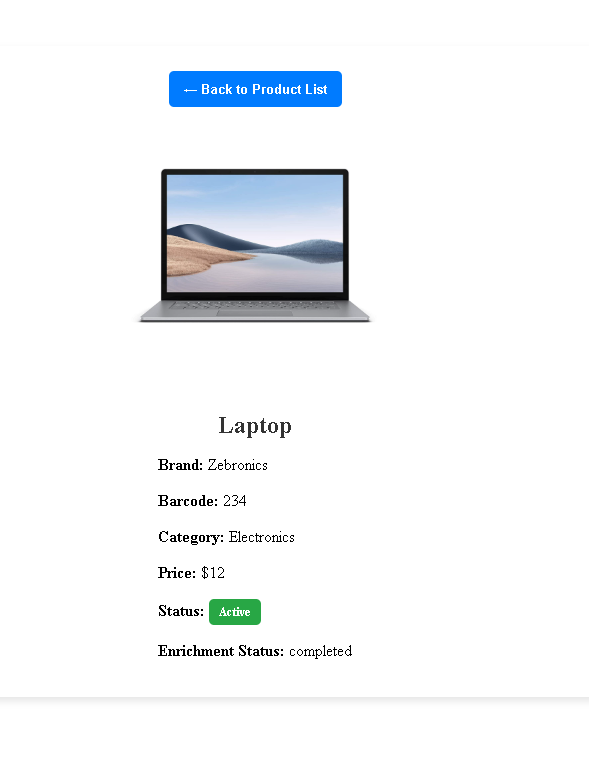 ← Back to Product List
Laptop
Brand: Zebronics
Barcode: 234
Category: Electronics
Price: $12
Status: Active
Enrichment Status: completed